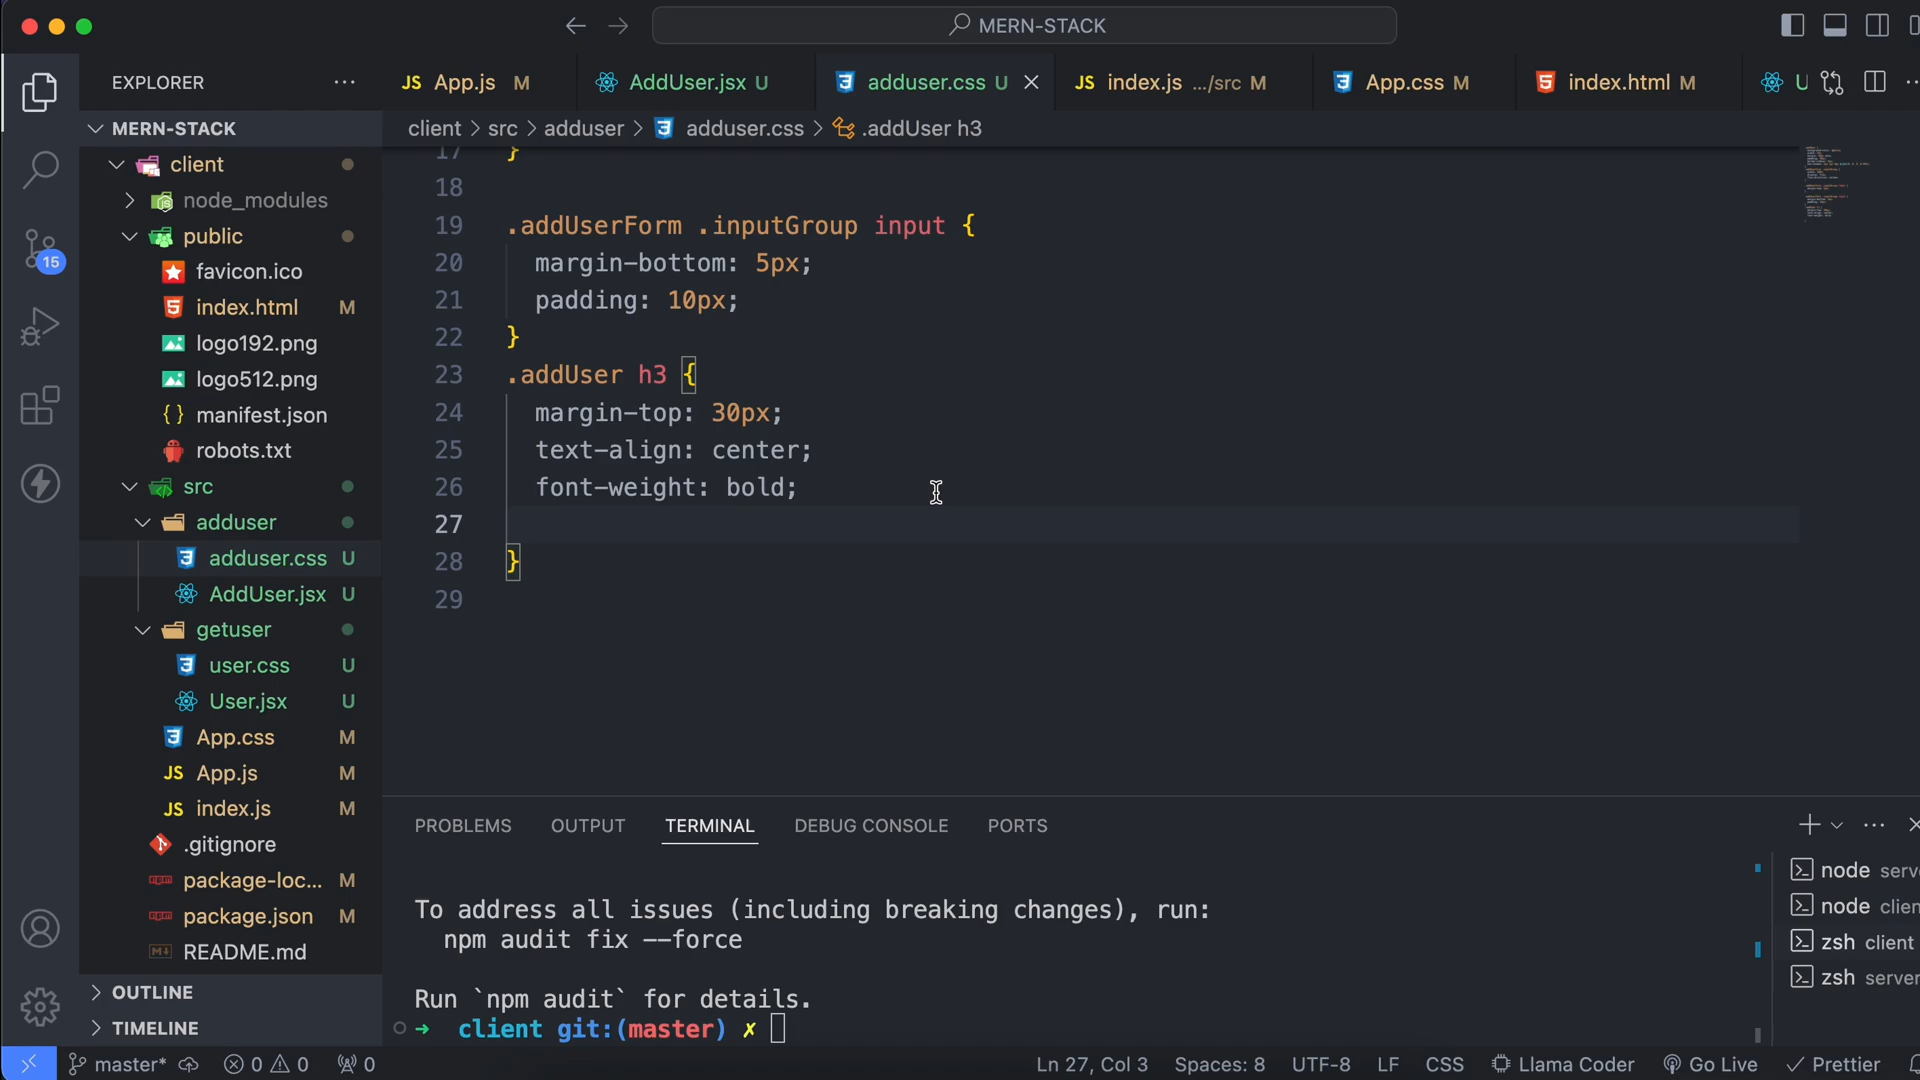 MERN-STACK
EXPLORER
JS App.js M
AddUser.jsx U
adduser.css U
JS index.js .../src M
App.css M
index.html M
U
MERN-STACK
client > src > adduser > adduser.css > .addUser h3
client
node_modules
public
favicon.ico
index.html M
logo192.png
logo512.png
{ } manifest.json
robots.txt
src
adduser
adduser.css U
AddUser.jsx U
getuser
user.css U
User.jsx U
App.css M
JS App.js M
JS index.js M
.gitignore
package-loc... M
package.json M
README.md
OUTLINE
TIMELINE
17 }
18
19 .addUserForm .inputGroup input {
20 margin-bottom: 5px;
21 padding: 10px;
22 }
23 .addUser h3 {
24 margin-top: 30px;
25 text-align: center;
26 font-weight: bold;
27
28 }
29
PROBLEMS OUTPUT TERMINAL DEBUG CONSOLE PORTS
To address all issues (including breaking changes), run:
npm audit fix --force
Run `npm audit` for details.
➜ client git:(master) ✗
node serv
node clien
zsh client
zsh server
15
master* 0 0 0 Ln 27, Col 3 Spaces: 8 UTF-8 LF CSS Llama Coder Go Live Prettier